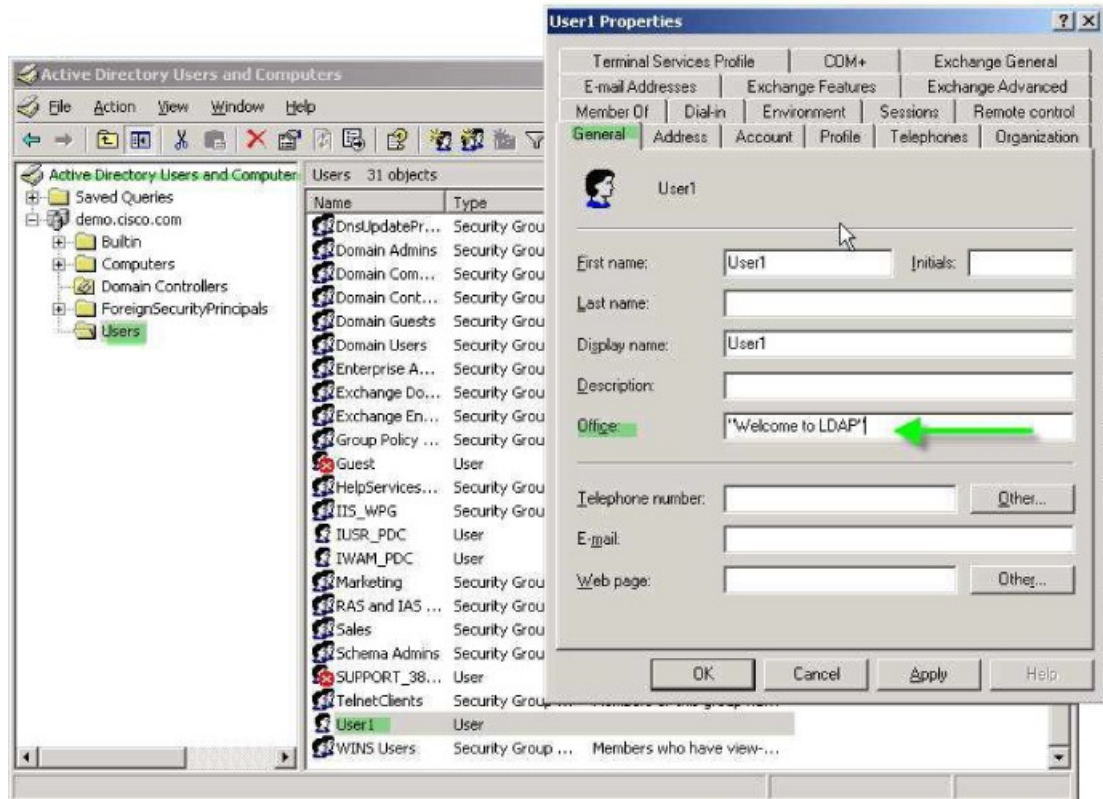 Active Directory Users and Computers
File Action View Window Help
Active Directory Users and Computer
Saved Queries
demo.cisco.com
Builtin
Computers
Domain Controllers
ForeignSecurityPrincipals
Users
Users 31 objects
Name Type
DnsUpdatePr... Security Grou
Domain Admins Security Grou
Domain Com... Security Grou
Domain Cont... Security Grou
Domain Guests Security Grou
Domain Users Security Grou
Enterprise A... Security Grou
Exchange Do... Security Grou
Exchange En... Security Grou
Group Policy ... Security Grou
Guest User
HelpServices... Security Grou
IIS_WPG Security Grou
IUSR_PDC User
IWAM_PDC User
Marketing Security Grou
RAS and IAS ... Security Grou
Sales Security Grou
Schema Admins Security Grou
SUPPORT_38... User
TelnetClients Security Group ...
User1 User
WINS Users Security Group ... Members who have view-...
User1 Properties
Terminal Services Profile COM+ Exchange General
E-mail Addresses Exchange Features Exchange Advanced
Member Of Dial-in Environment Sessions Remote control
General Address Account Profile Telephones Organization
User1
First name: User1 Initials:
Last name:
Display name: User1
Description:
Office: "Welcome to LDAP"
Telephone number: Other...
E-mail:
Web page: Other...
OK Cancel Apply Help